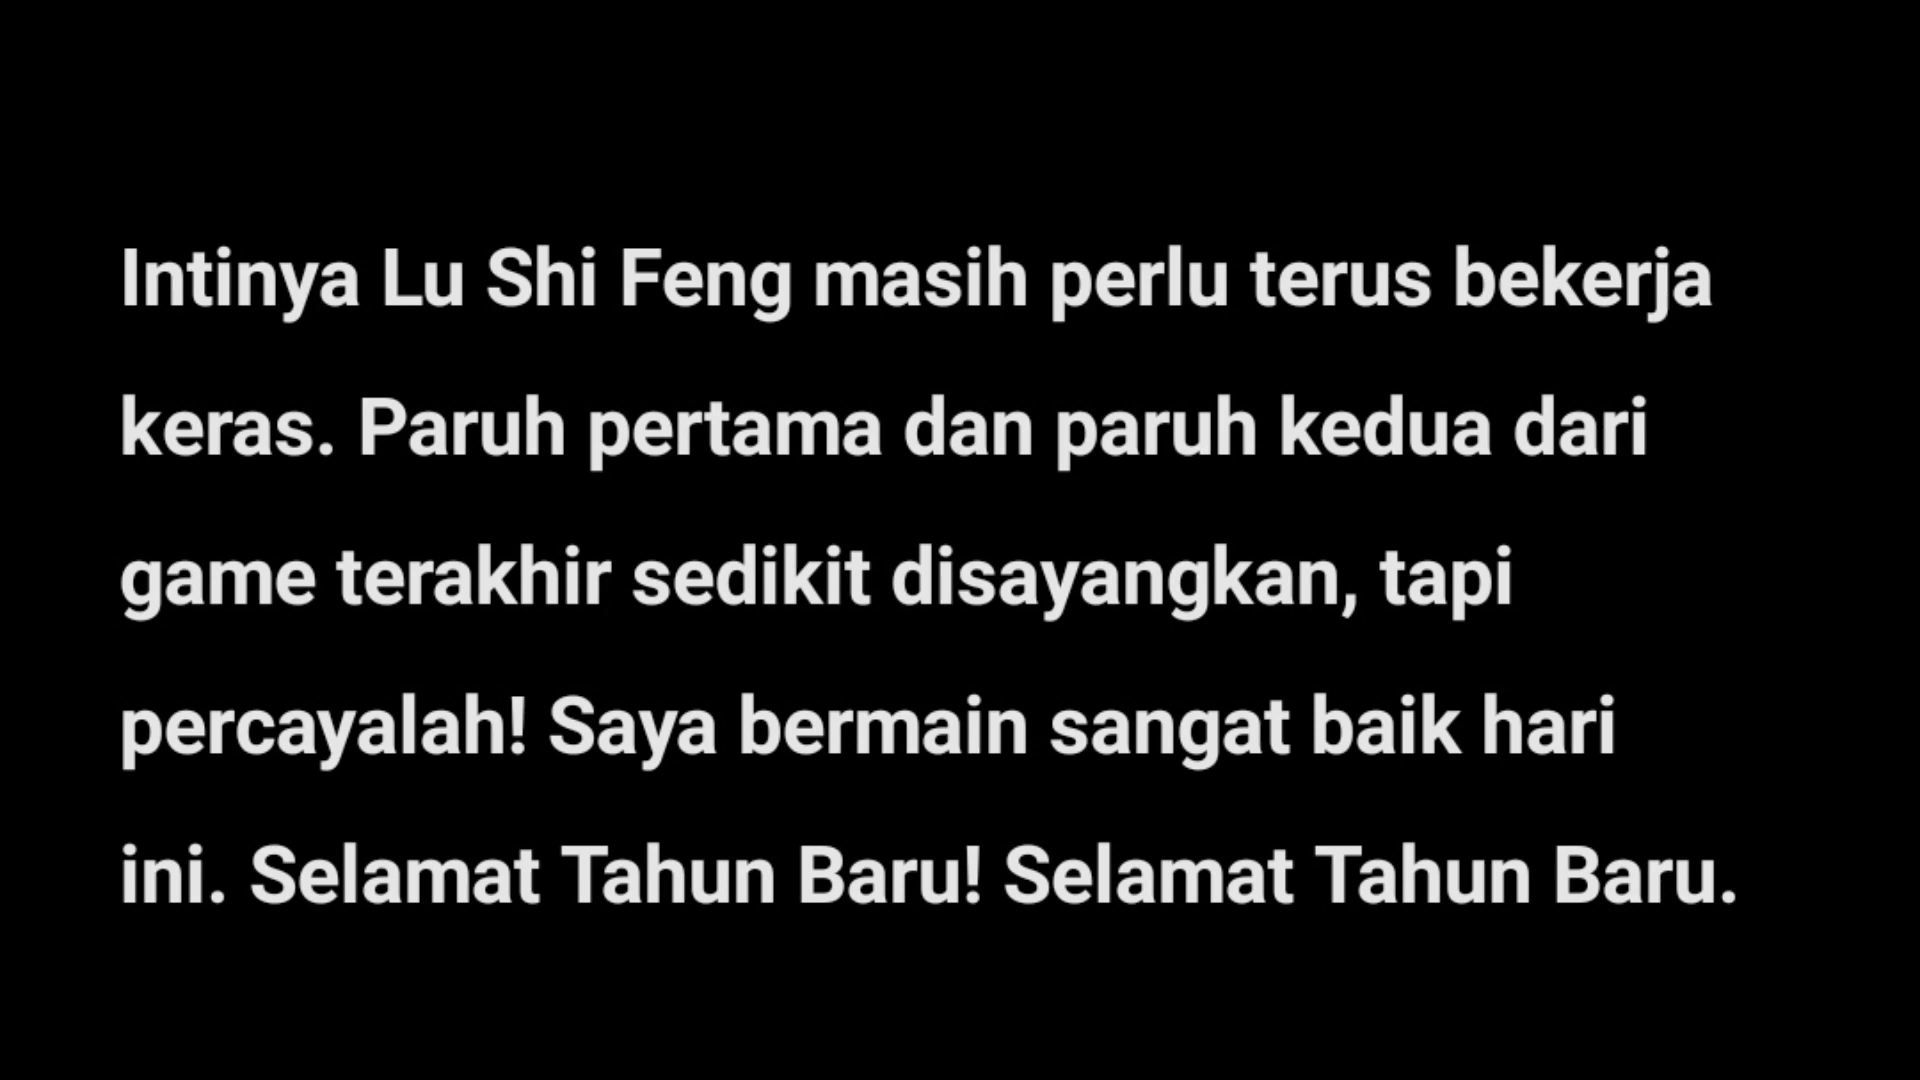 Intinya Lu Shi Feng masih perlu terus bekerja
keras. Paruh pertama dan paruh kedua dari
game terakhir sedikit disayangkan, tapi
percayalah! Saya bermain sangat baik hari
ini. Selamat Tahun Baru! Selamat Tahun Baru.